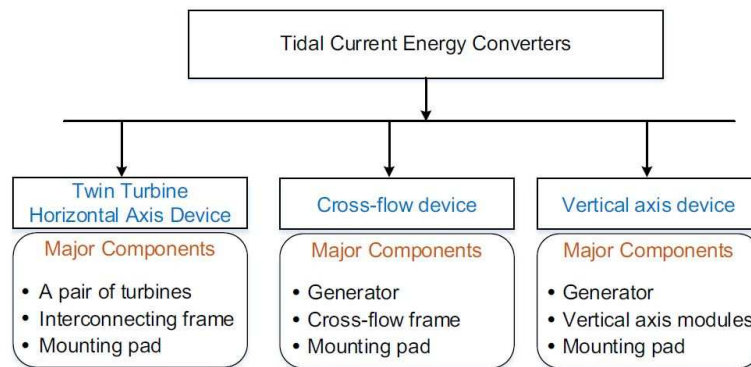 Tidal Current Energy Converters
Twin Turbine
Horizontal Axis Device
Major Components
• A pair of turbines
• Interconnecting frame
• Mounting pad
Cross-flow device
Major Components
• Generator
• Cross-flow frame
• Mounting pad
Vertical axis device
Major Components
• Generator
• Vertical axis modules
• Mounting pad